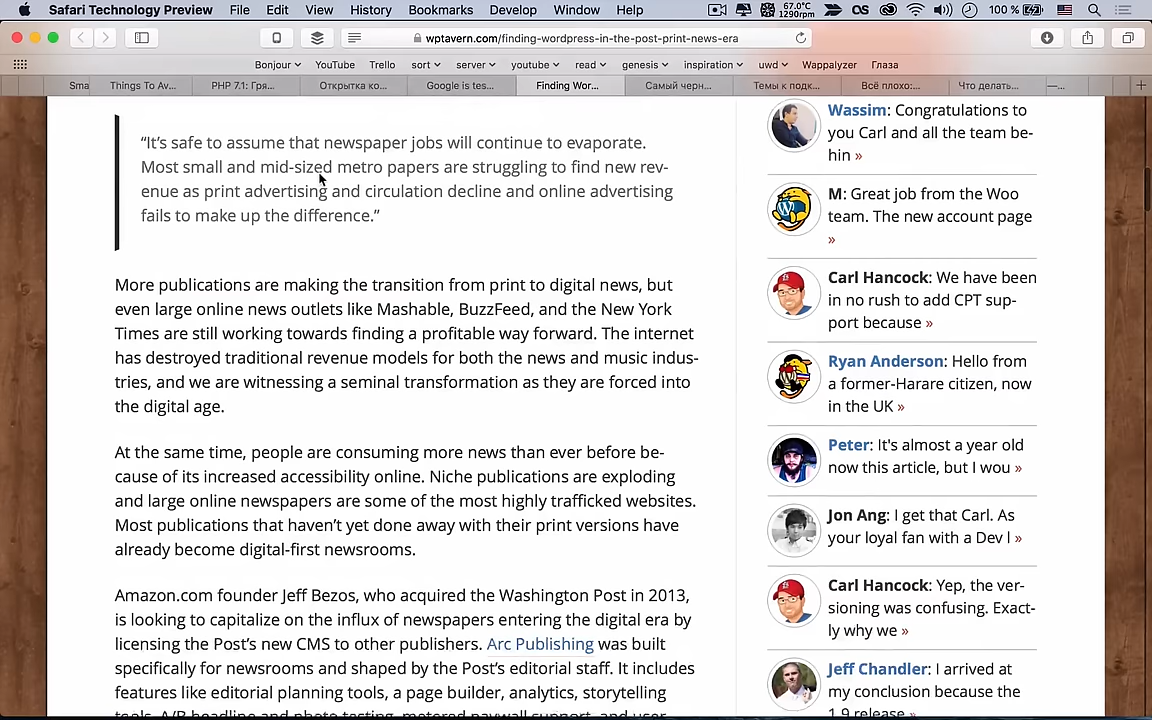 Safari Technology Preview File Edit View History Bookmarks Develop Window Help 67.0°C 1290rpm OS 100 %
wptavern.com/finding-wordpress-in-the-post-print-news-era
Bonjour YouTube Trello sort server youtube read genesis inspiration uwd Wappalyzer Глаза
Sma Things To Av... PHP 7.1: Гря... Открытка ко... Google is tes... Finding Wor... Самый черн... Темы к подк... Всё плохо:... Что делать... —...
“It’s safe to assume that newspaper jobs will continue to evaporate.
Most small and mid-sized metro papers are struggling to find new rev-
enue as print advertising and circulation decline and online advertising
fails to make up the difference.”
More publications are making the transition from print to digital news, but
even large online news outlets like Mashable, BuzzFeed, and the New York
Times are still working towards finding a profitable way forward. The internet
has destroyed traditional revenue models for both the news and music indus-
tries, and we are witnessing a seminal transformation as they are forced into
the digital age.
At the same time, people are consuming more news than ever before be-
cause of its increased accessibility online. Niche publications are exploding
and large online newspapers are some of the most highly trafficked websites.
Most publications that haven’t yet done away with their print versions have
already become digital-first newsrooms.
Amazon.com founder Jeff Bezos, who acquired the Washington Post in 2013,
is looking to capitalize on the influx of newspapers entering the digital era by
licensing the Post’s new CMS to other publishers. Arc Publishing was built
specifically for newsrooms and shaped by the Post’s editorial staff. It includes
features like editorial planning tools, a page builder, analytics, storytelling
tools, A/B headline and photo testing, metered paywall support, and user
Wassim: Congratulations to
you Carl and all the team be-
hin »
M: Great job from the Woo
team. The new account page
»
Carl Hancock: We have been
in no rush to add CPT sup-
port because »
Ryan Anderson: Hello from
a former-Harare citizen, now
in the UK »
Peter: It's almost a year old
now this article, but I wou »
Jon Ang: I get that Carl. As
your loyal fan with a Dev l »
Carl Hancock: Yep, the ver-
sioning was confusing. Exact-
ly why we »
Jeff Chandler: I arrived at
my conclusion because the
1.9 release »